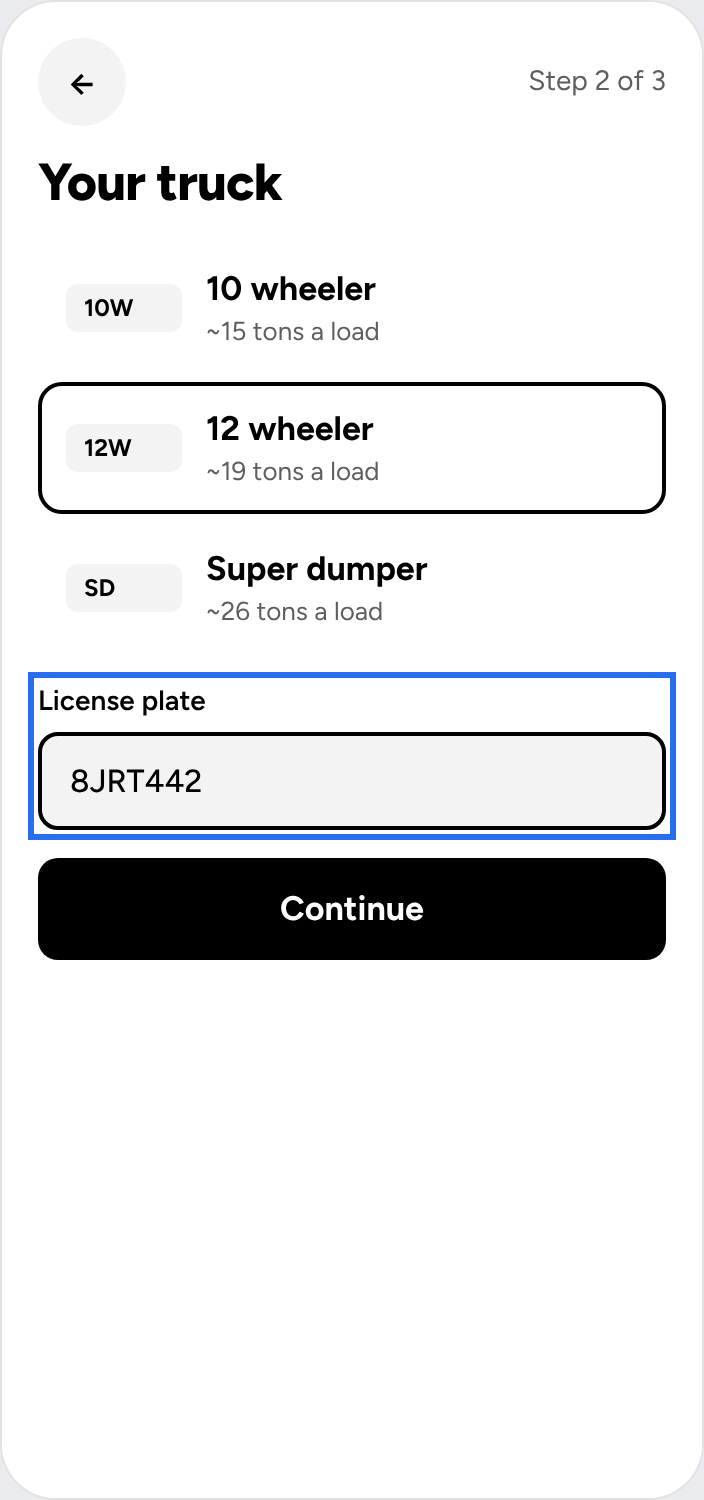 Step 2 of 3
Your truck
10W
10 wheeler
~15 tons a load
12W
12 wheeler
~19 tons a load
SD
Super dumper
~26 tons a load
License plate
8JRT442
Continue